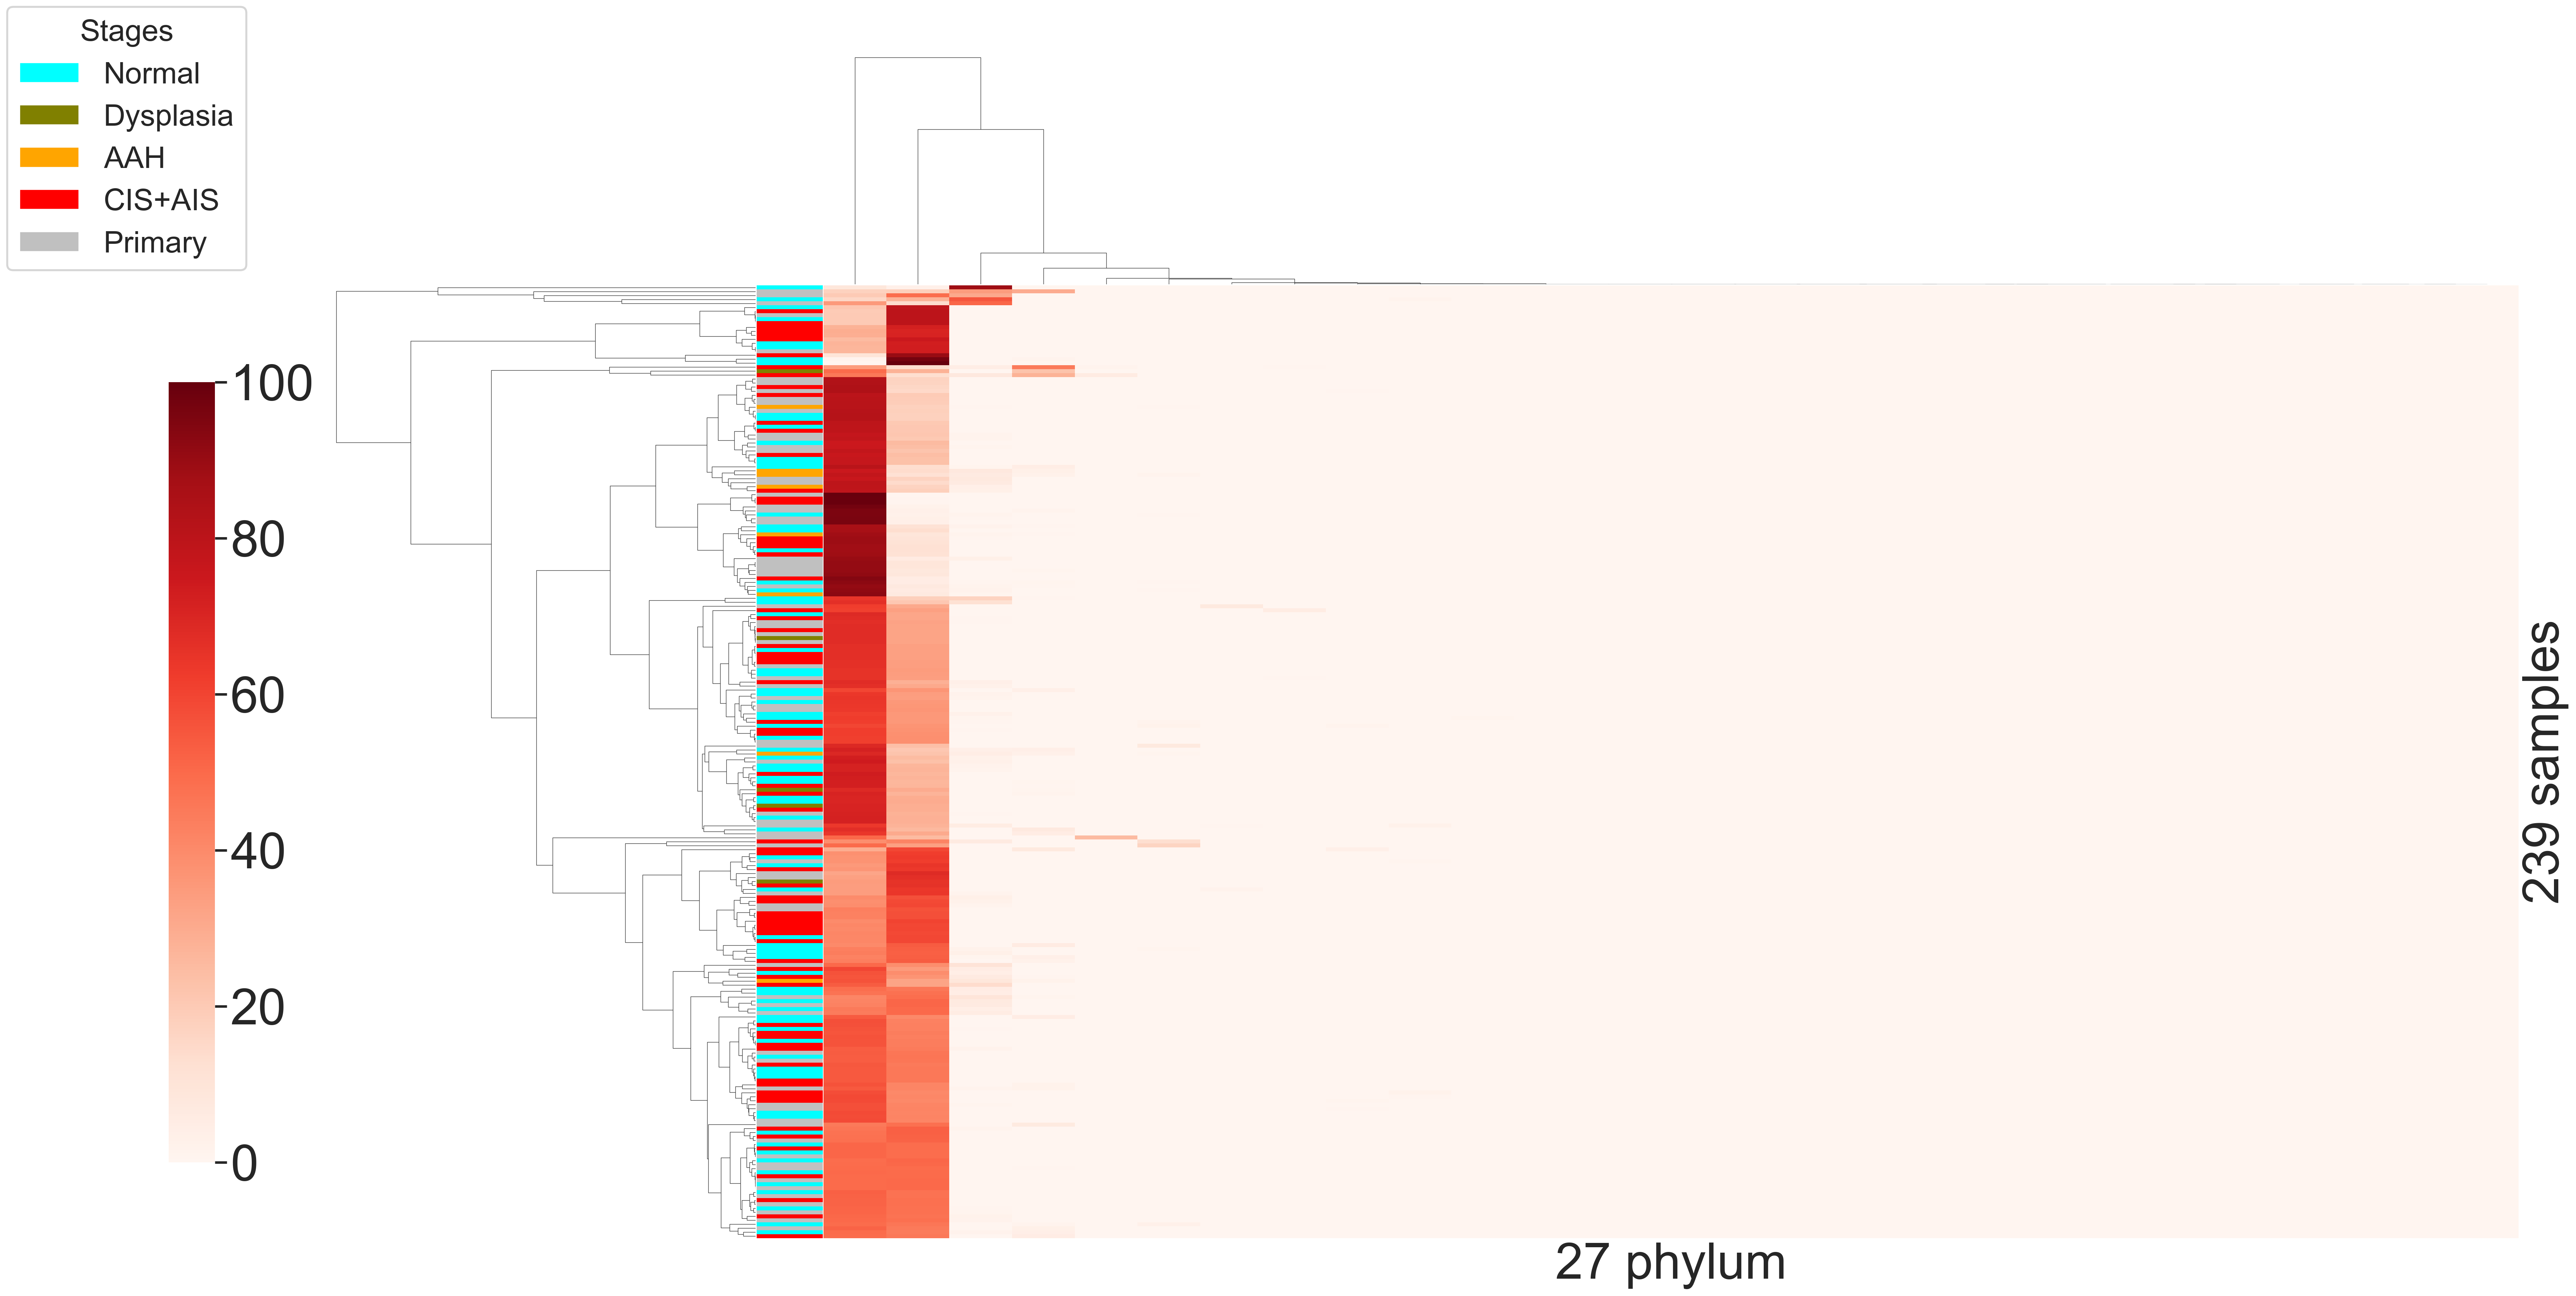 Stages
Normal
Dysplasia
AAH
CIS+AIS
Primary
100
80
60
40
20
0
239 samples
27 phylum